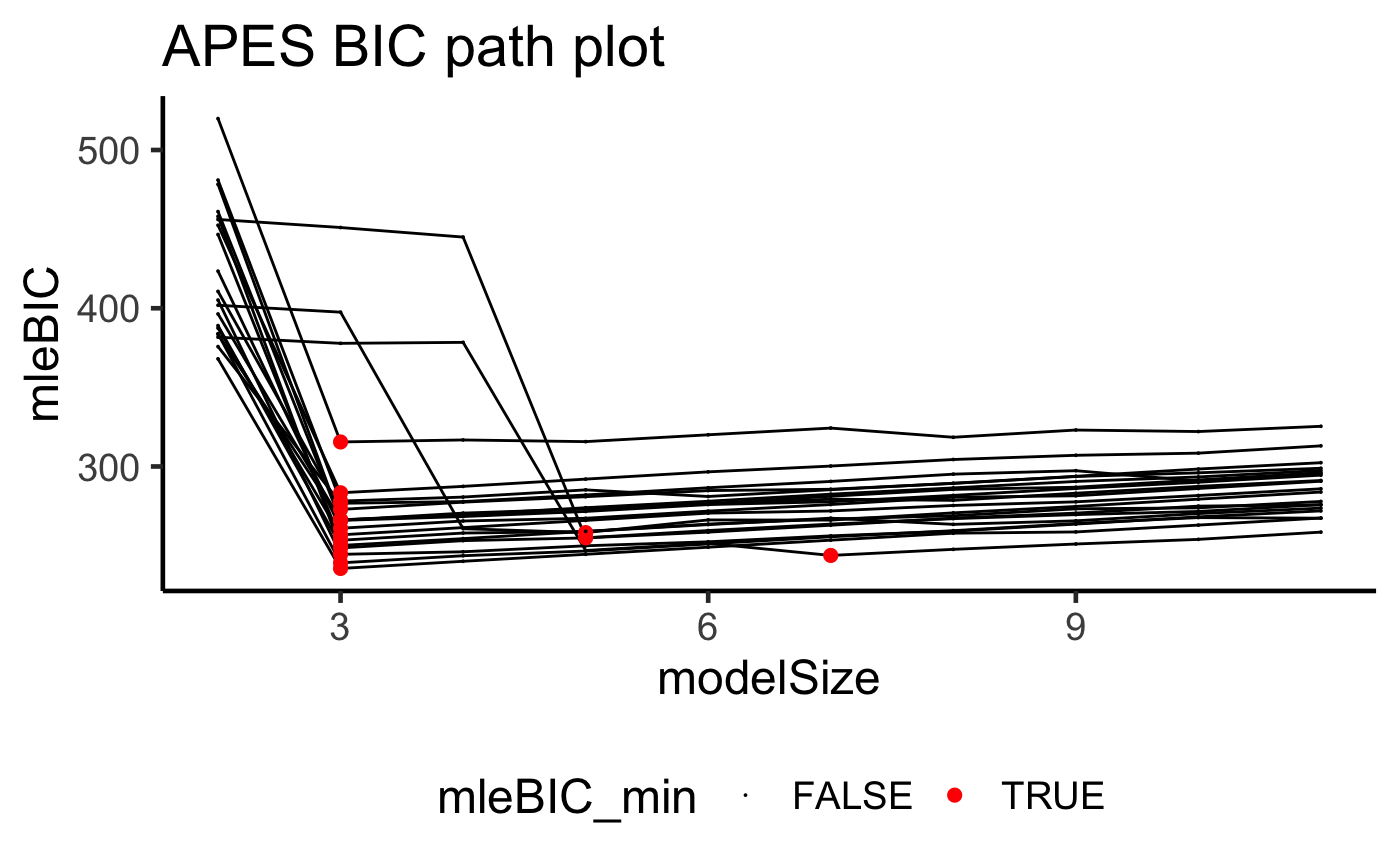 APES BIC path plot
mleBIC
500
400
300
3 6 9
modelSize
mleBIC_min FALSE TRUE